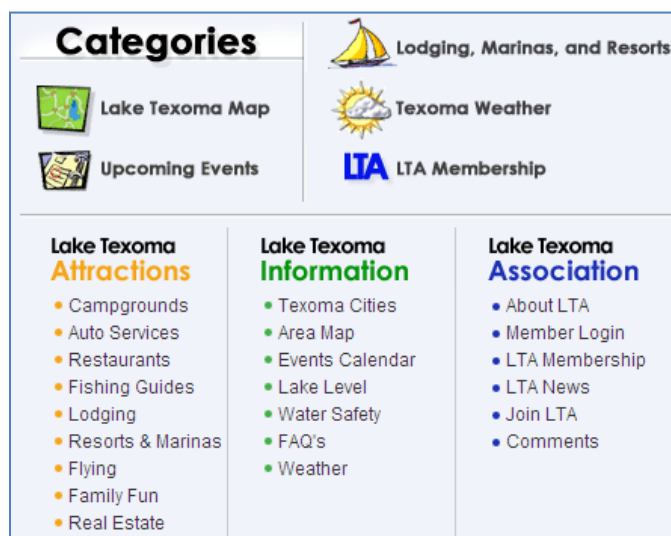 Categories
Lake Texoma Map
Upcoming Events
Lodging, Marinas, and Resorts
Texoma Weather
LTA LTA Membership
Lake Texoma
Attractions
• Campgrounds
• Auto Services
• Restaurants
• Fishing Guides
• Lodging
• Resorts & Marinas
• Flying
• Family Fun
• Real Estate
Lake Texoma
Information
• Texoma Cities
• Area Map
• Events Calendar
• Lake Level
• Water Safety
• FAQ's
• Weather
Lake Texoma
Association
• About LTA
• Member Login
• LTA Membership
• LTA News
• Join LTA
• Comments